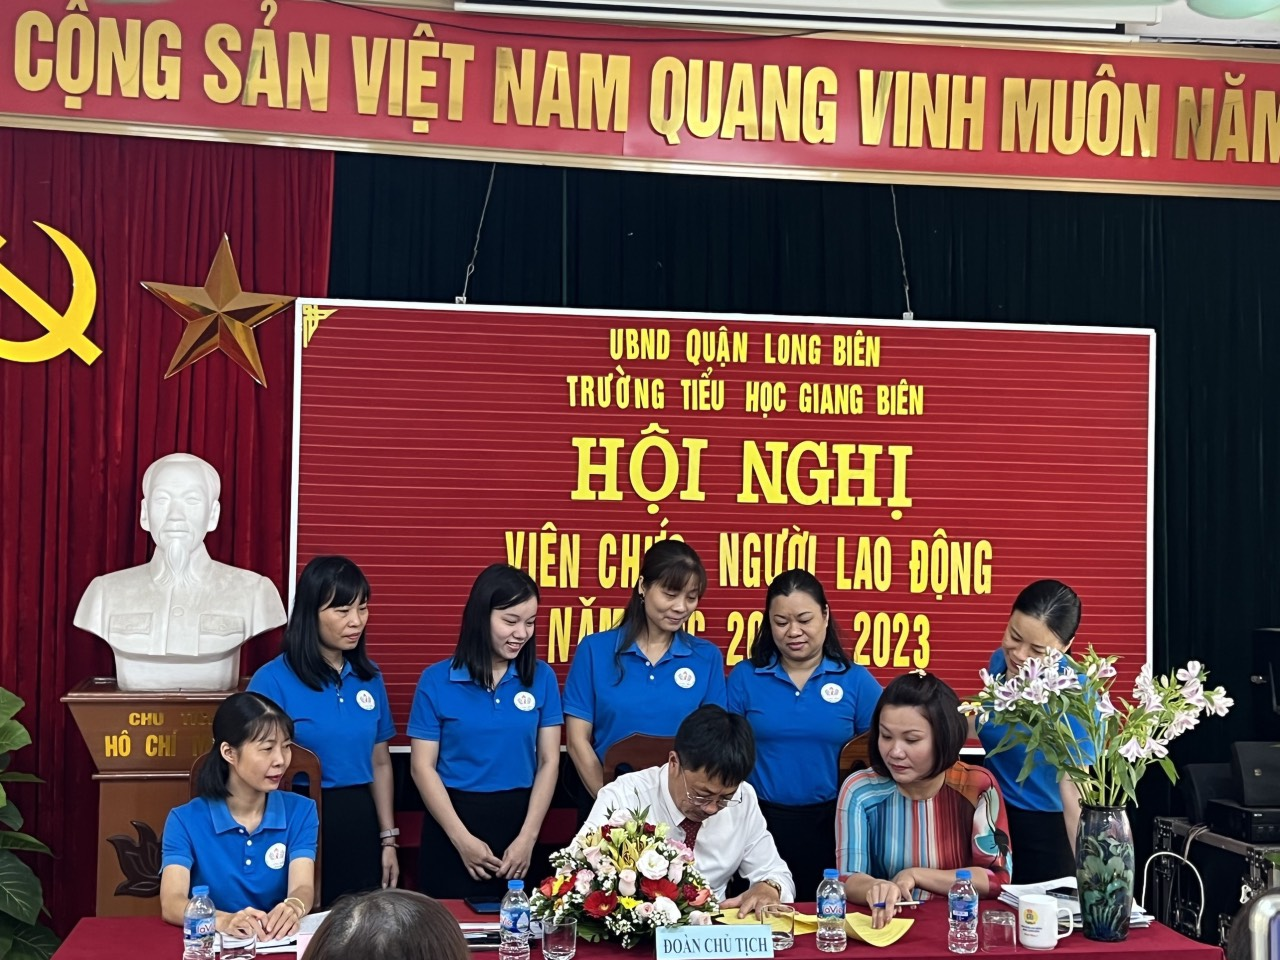 CỘNG SẢN VIỆT NAM QUANG VINH MUÔN NĂM
UBND QUẬN LONG BIÊN
TRƯỜNG TIỂU HỌC GIANG BIÊN
HỘI NGHỊ
VIÊN CHỨC NGƯỜI LAO ĐỘNG
2023
CHỦ TỊCH
HỒ CHÍ
ĐOÀN CHỦ TỊCH